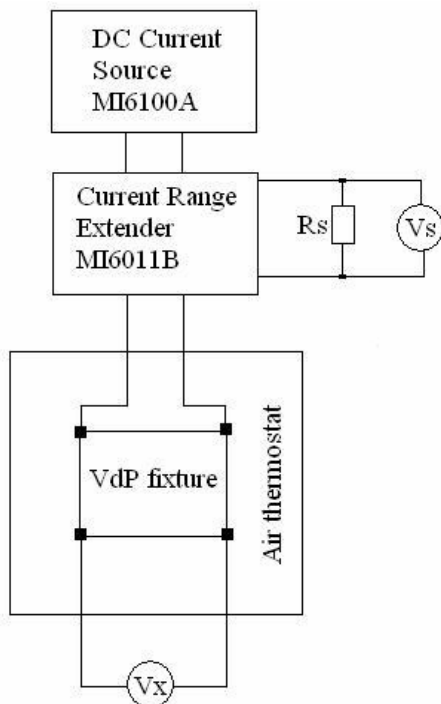 DC Current
Source
MI6100A
Current Range
Extender
MI6011B
Rs
Vs
VdP fixture
Air thermostat
Vx